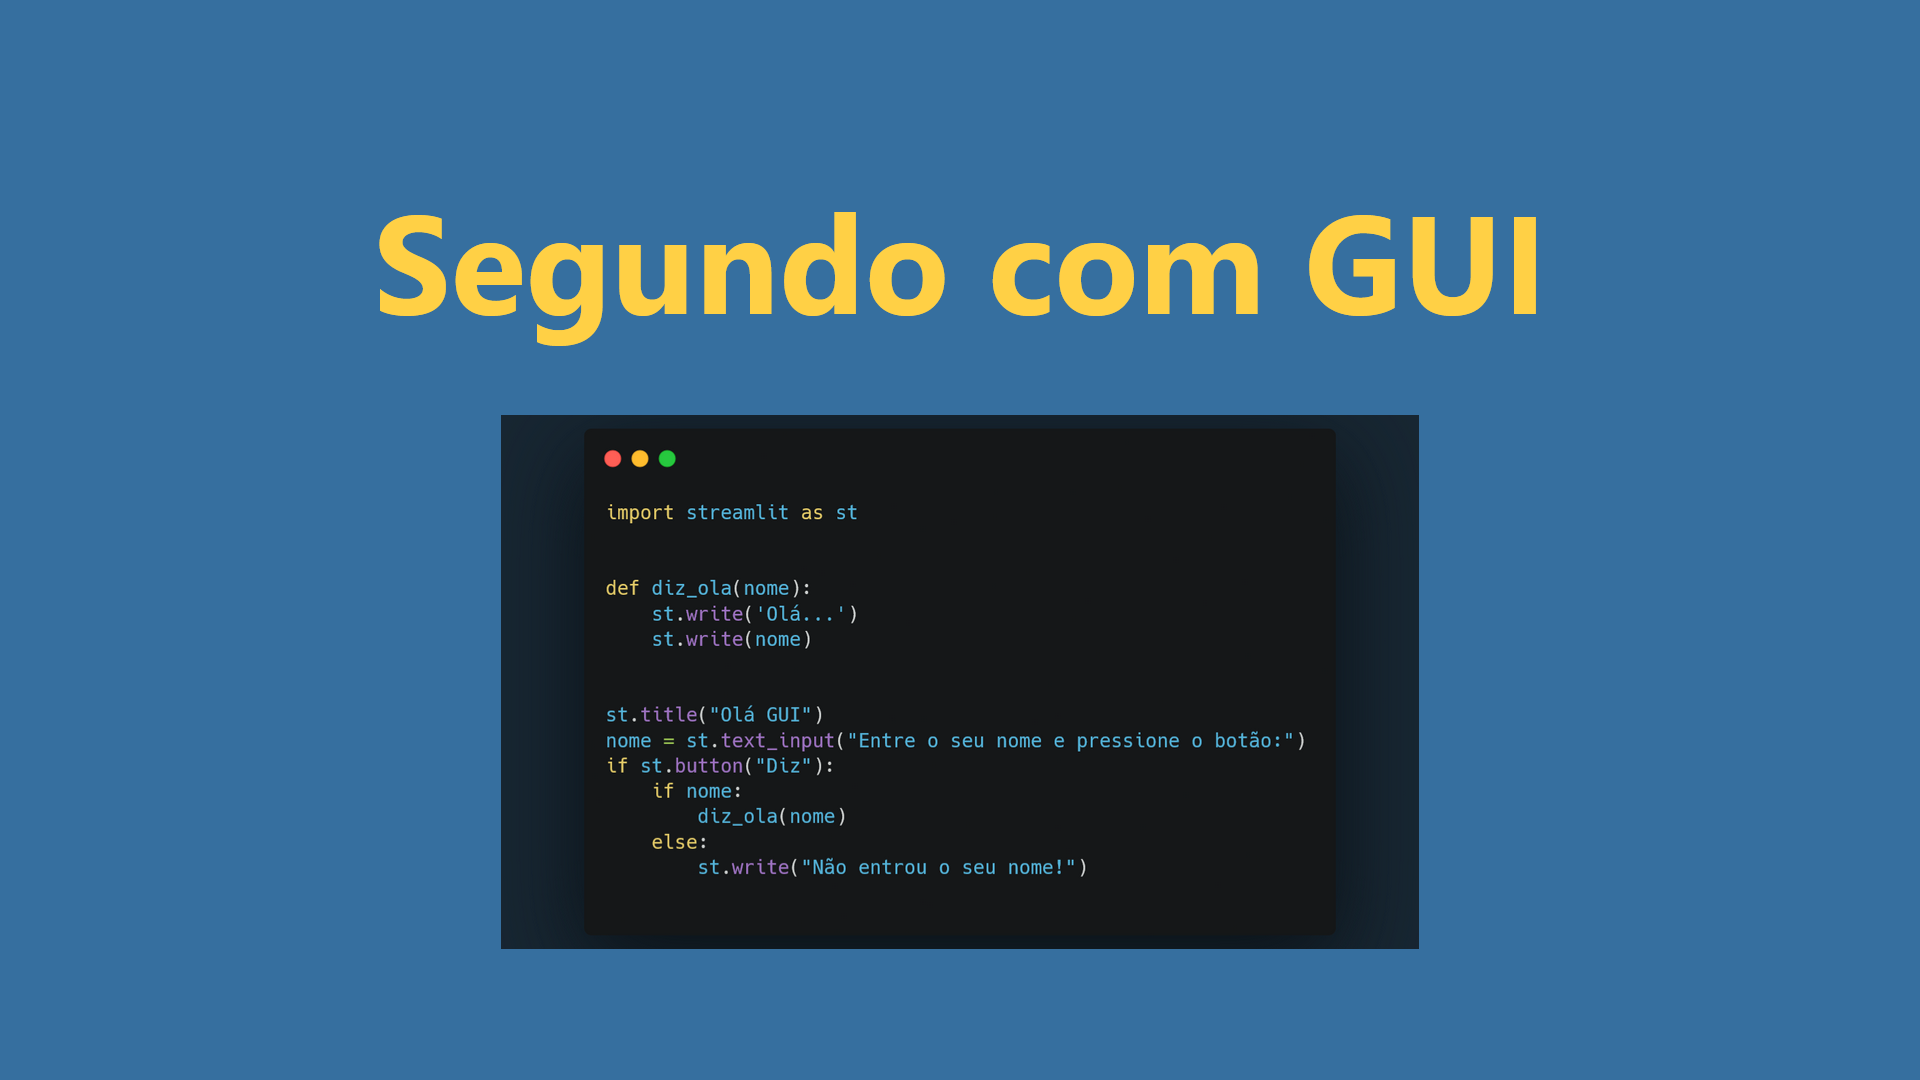 Segundo com GUI
import streamlit as st
def diz_ola(nome):
    st.write('Olá...')
    st.write(nome)
st.title("Olá GUI")
nome = st.text_input("Entre o seu nome e pressione o botão:")
if st.button("Diz"):
    if nome:
        diz_ola(nome)
    else:
        st.write("Não entrou o seu nome!")